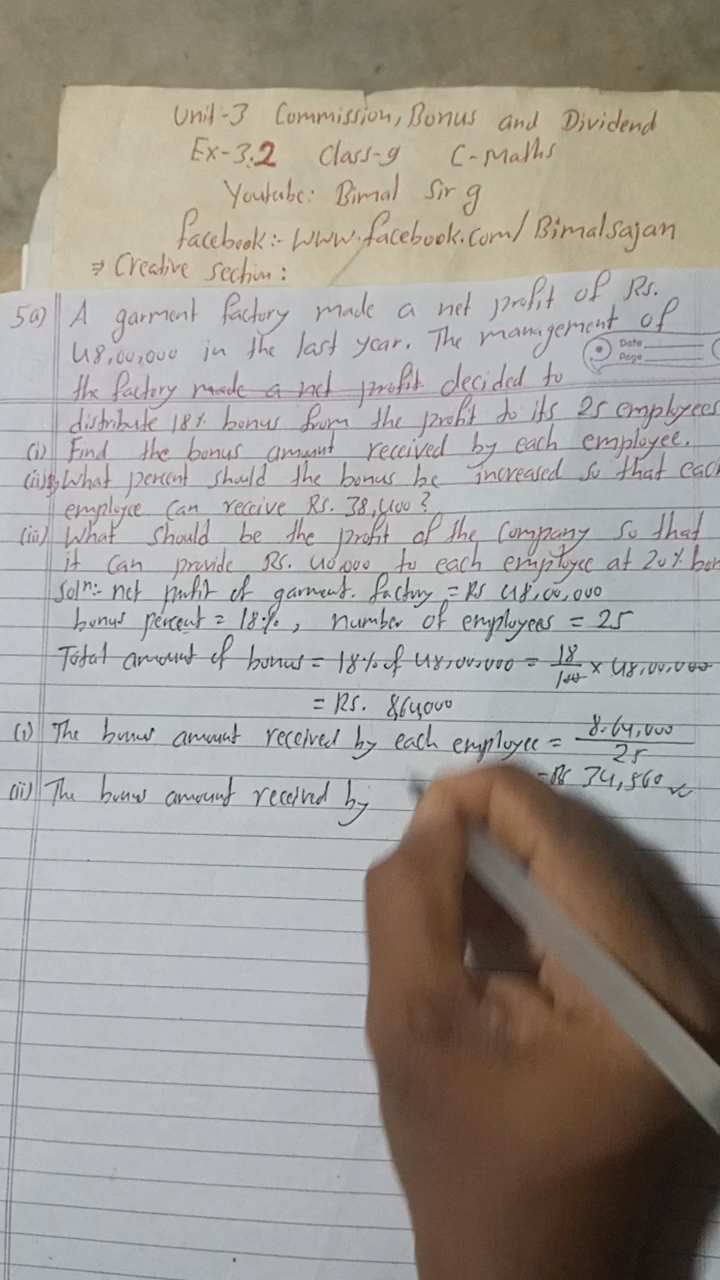 Unit-3 Commission, Bonus and Dividend
Ex-3.2 Class-9 C-Maths
Youtube: Bimal Sir g
facebook:- www.facebook.com/Bimalsajan
⇒ Creative section:
5a) A garment factory made a net profit of Rs.
48,00,000 in the last year. The management of
Date
Page
the factory made a net profit decided to
distribute 18% bonus from the profit to its 25 employees
(i) Find the bonus amount received by each employee.
(ii) What percent should the bonus be increased so that each
employee can receive Rs. 38,400?
(iii) What should be the profit of the company so that
it can provide Rs. 40,000 to each employee at 20% bon
Soln:- net profit of garment. factory = Rs 48,00,000
bonus percent = 18%, number of employees = 25
Total amount of bonus = 18% of 48,00,000 = 18/100 × 48,00,000
= Rs. 864,000
(i) The bonus amount received by each employee = 8,64,000/25
= Rs 34,560
(ii) The bonus amount received by